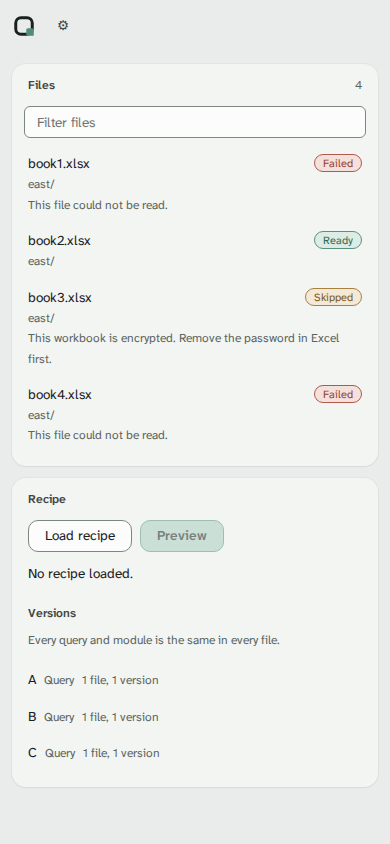 Files 4
Filter files
book1.xlsx Failed
east/
This file could not be read.
book2.xlsx Ready
east/
book3.xlsx Skipped
east/
This workbook is encrypted. Remove the password in Excel
first.
book4.xlsx Failed
east/
This file could not be read.
Recipe
Load recipe Preview
No recipe loaded.
Versions
Every query and module is the same in every file.
A Query 1 file, 1 version
B Query 1 file, 1 version
C Query 1 file, 1 version